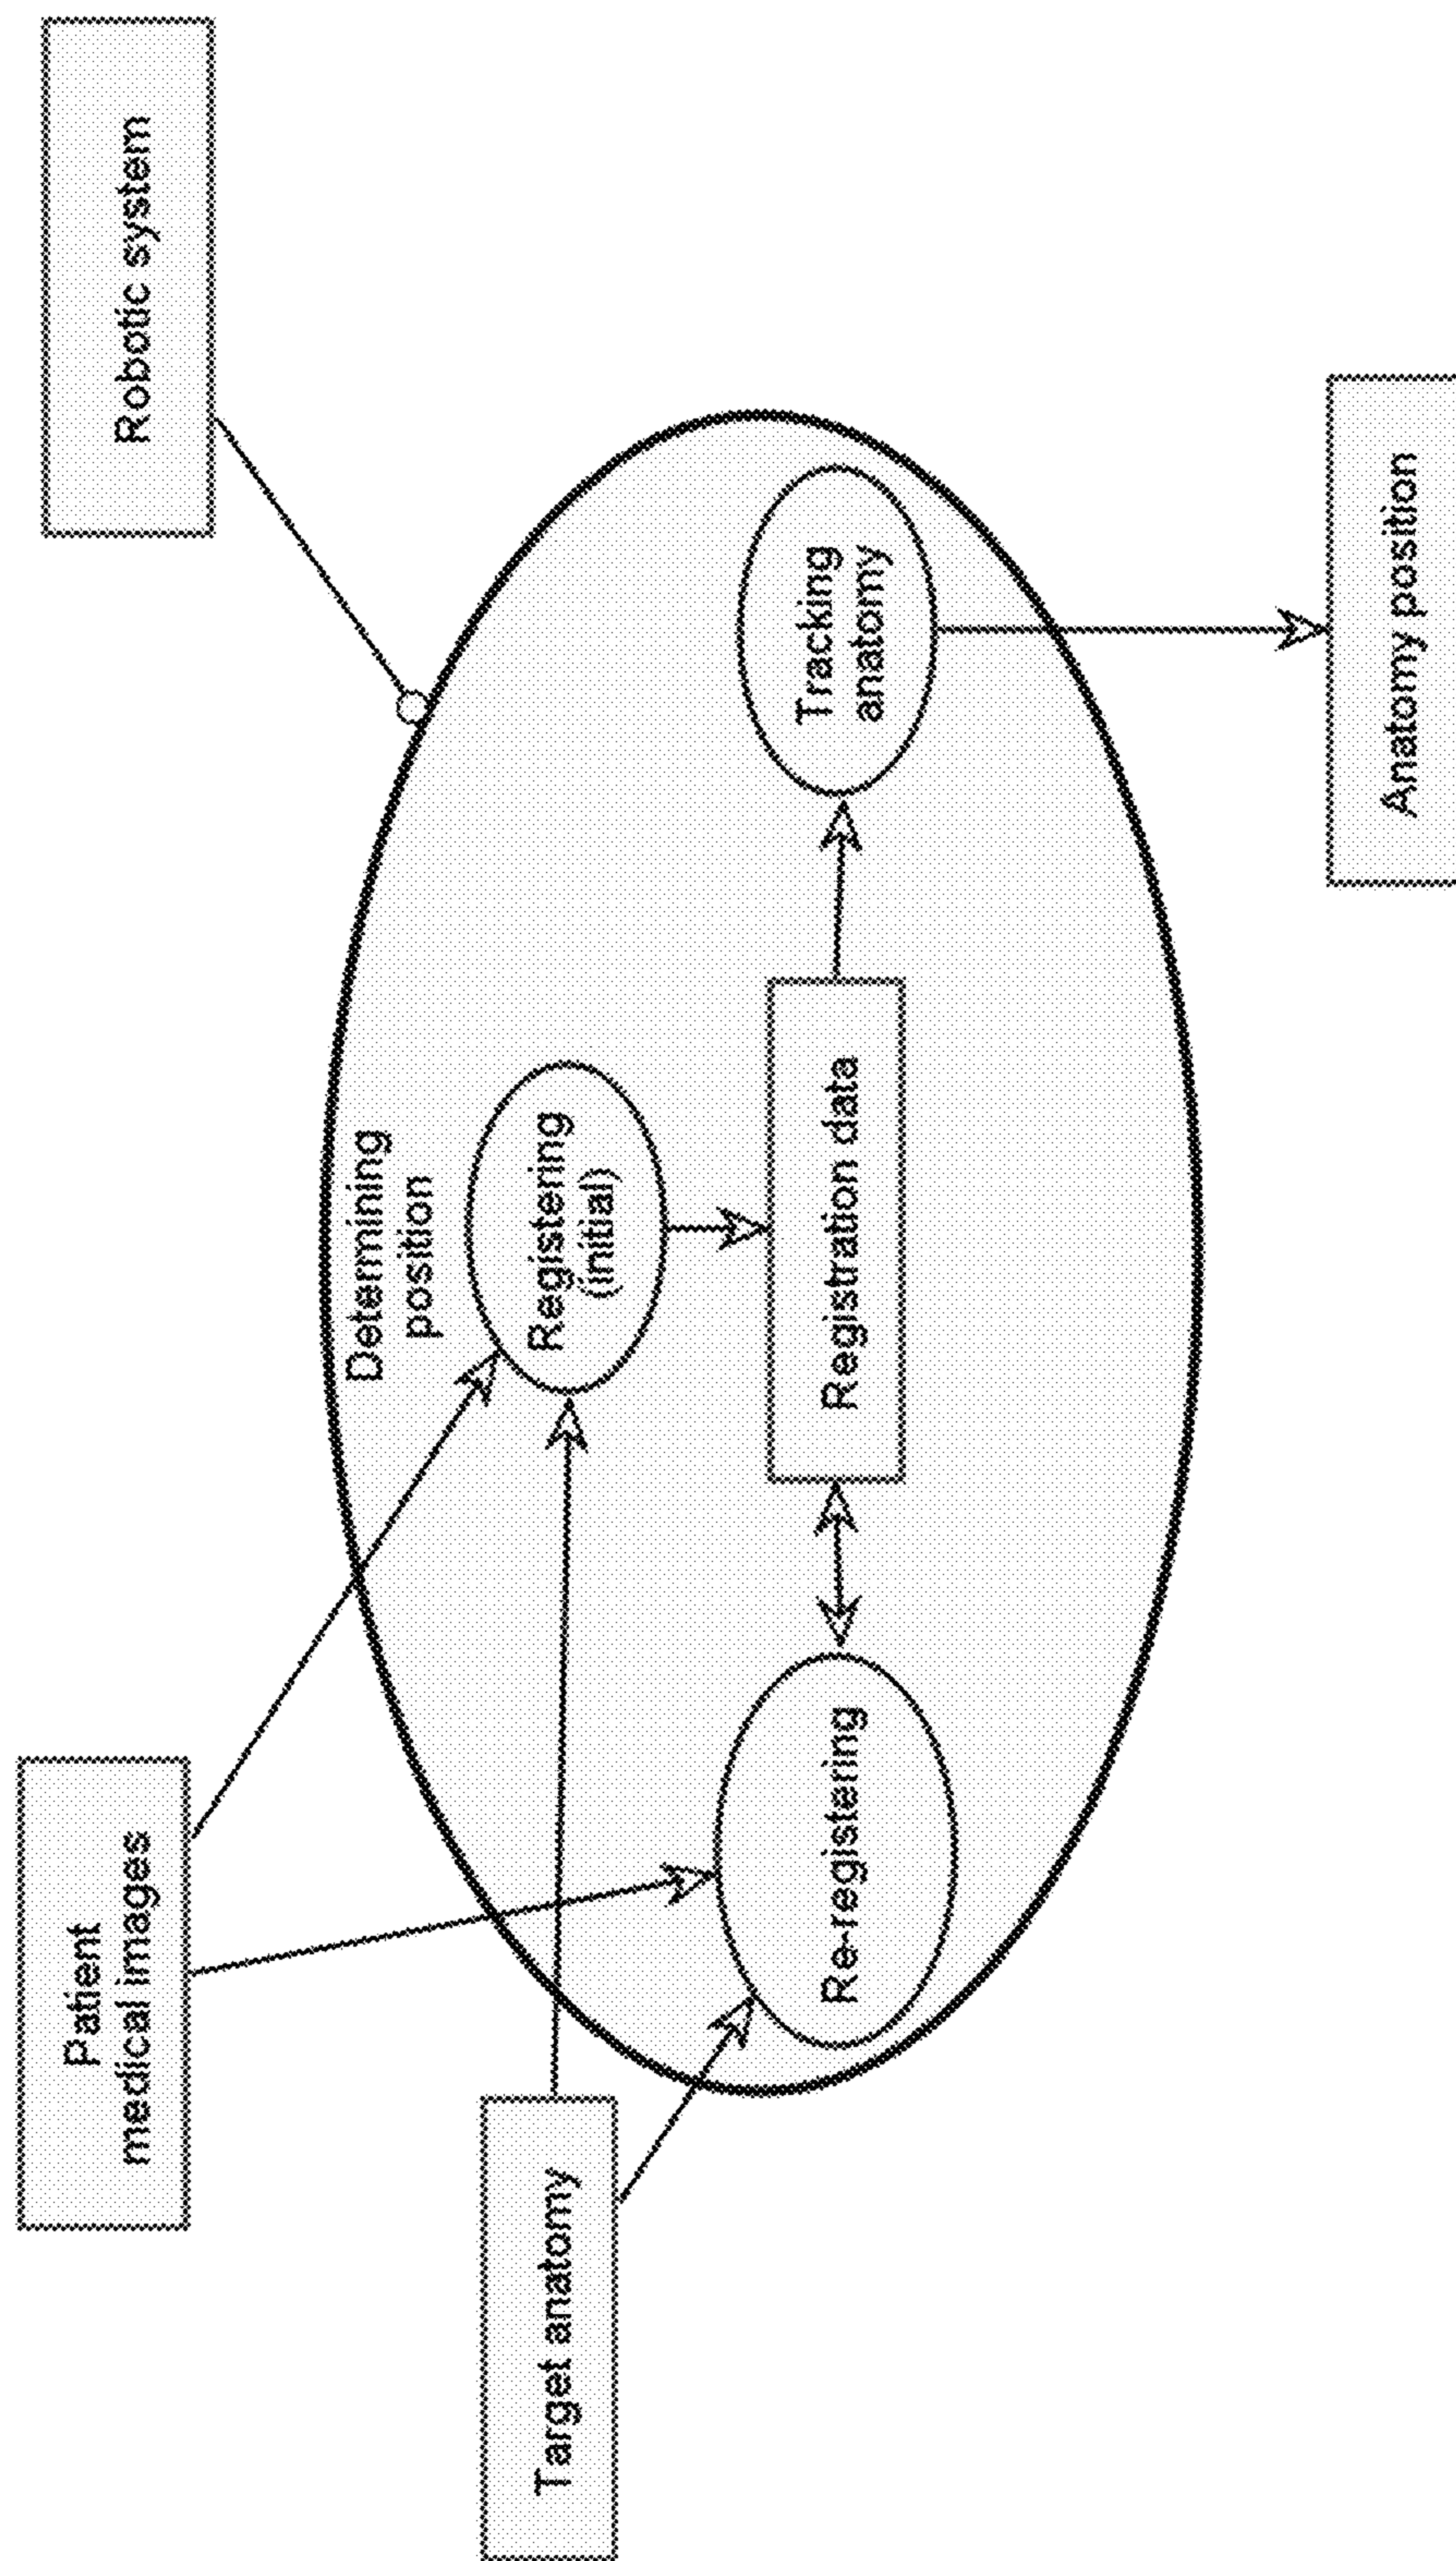 Patient
medical images
Robotic system
Target anatomy
Determining
position
Registering
(initial)
Re-registering
Registration data
Tracking
anatomy
Anatomy position